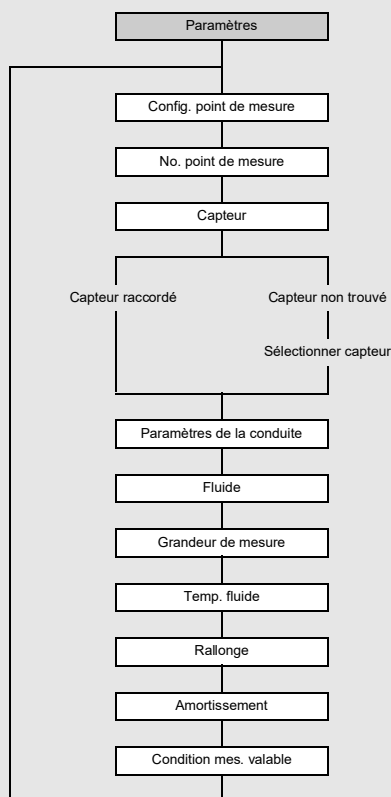 Paramètres
Config. point de mesure
No. point de mesure
Capteur
Capteur raccordé
Capteur non trouvé
Sélectionner capteur
Paramètres de la conduite
Fluide
Grandeur de mesure
Temp. fluide
Rallonge
Amortissement
Condition mes. valable